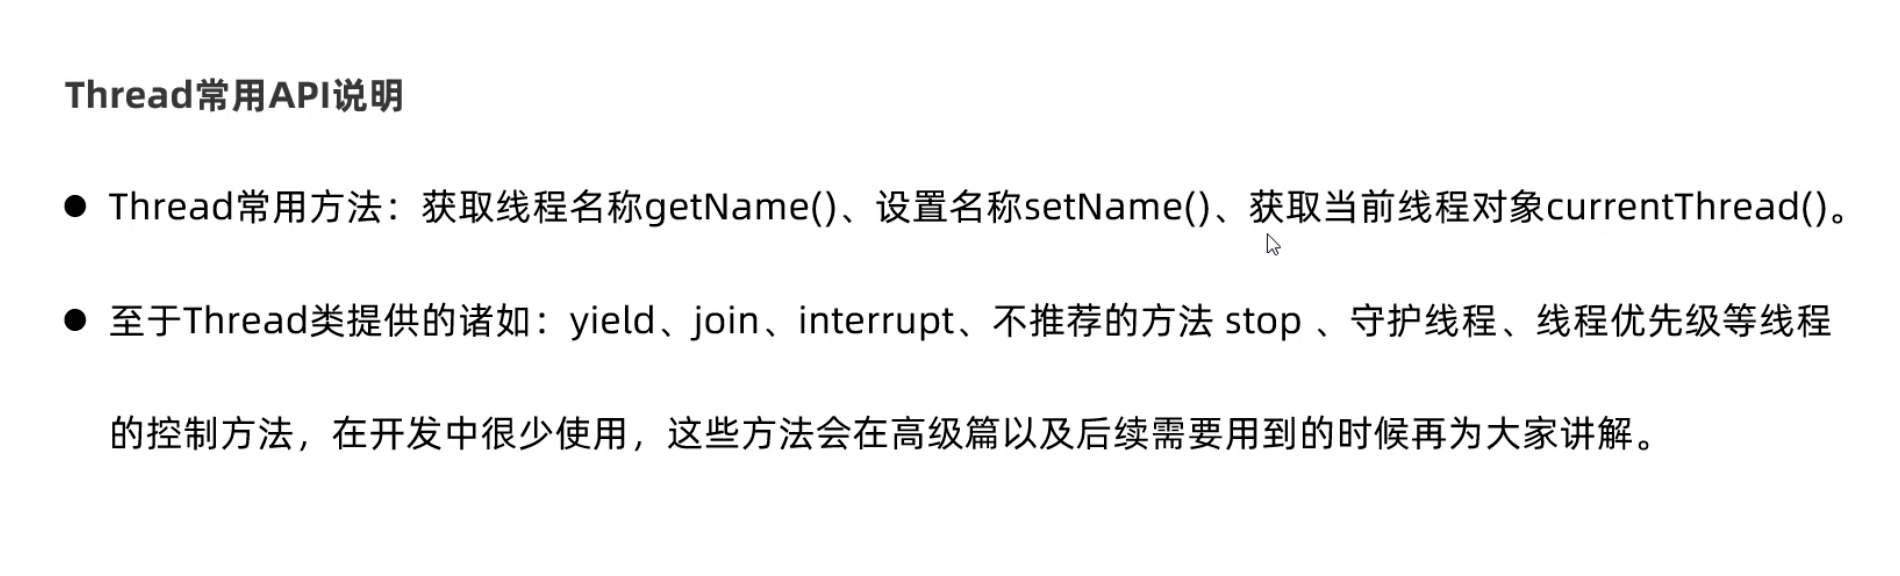 Thread常用API说明
● Thread常用方法：获取线程名称getName()、设置名称setName()、获取当前线程对象currentThread()。
● 至于Thread类提供的诸如：yield、join、interrupt、不推荐的方法 stop 、守护线程、线程优先级等线程
的控制方法，在开发中很少使用，这些方法会在高级篇以及后续需要用到的时候再为大家讲解。